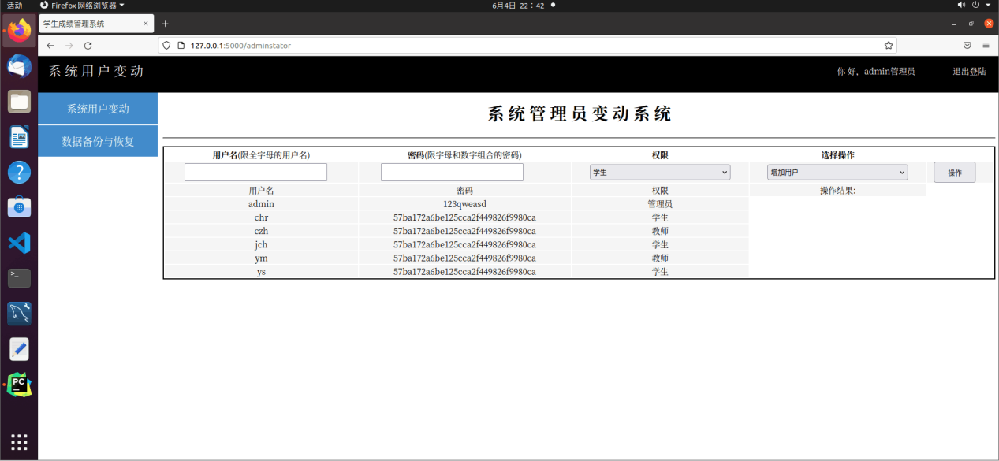 活动 Firefox 网络浏览器 6月4日 22：42
学生成绩管理系统
127.0.0.1:5000/adminstator
系统用户变动 你好，admin管理员 退出登陆
系统用户变动
数据备份与恢复
系统管理员变动系统
用户名(限全字母的用户名) 密码(限字母和数字组合的密码) 权限 选择操作
学生 增加用户 操作
用户名 密码 权限 操作结果:
admin 123qweasd 管理员
chr 57ba172a6be125cca2f449826f9980ca 学生
czh 57ba172a6be125cca2f449826f9980ca 教师
jch 57ba172a6be125cca2f449826f9980ca 学生
ym 57ba172a6be125cca2f449826f9980ca 教师
ys 57ba172a6be125cca2f449826f9980ca 学生
PC